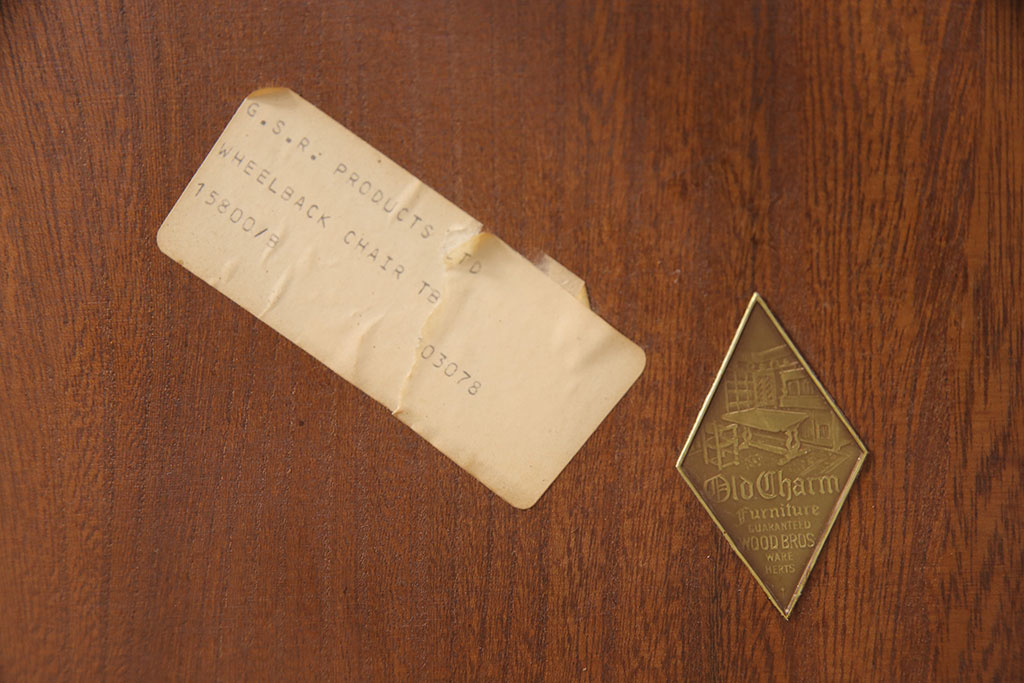 G.S.R. PRODUCTS LTD
WHEELBACK CHAIR TB
15800/B
03078
Old Charm
Furniture
GUARANTEED
WOOD BROS
WARE
HERTS